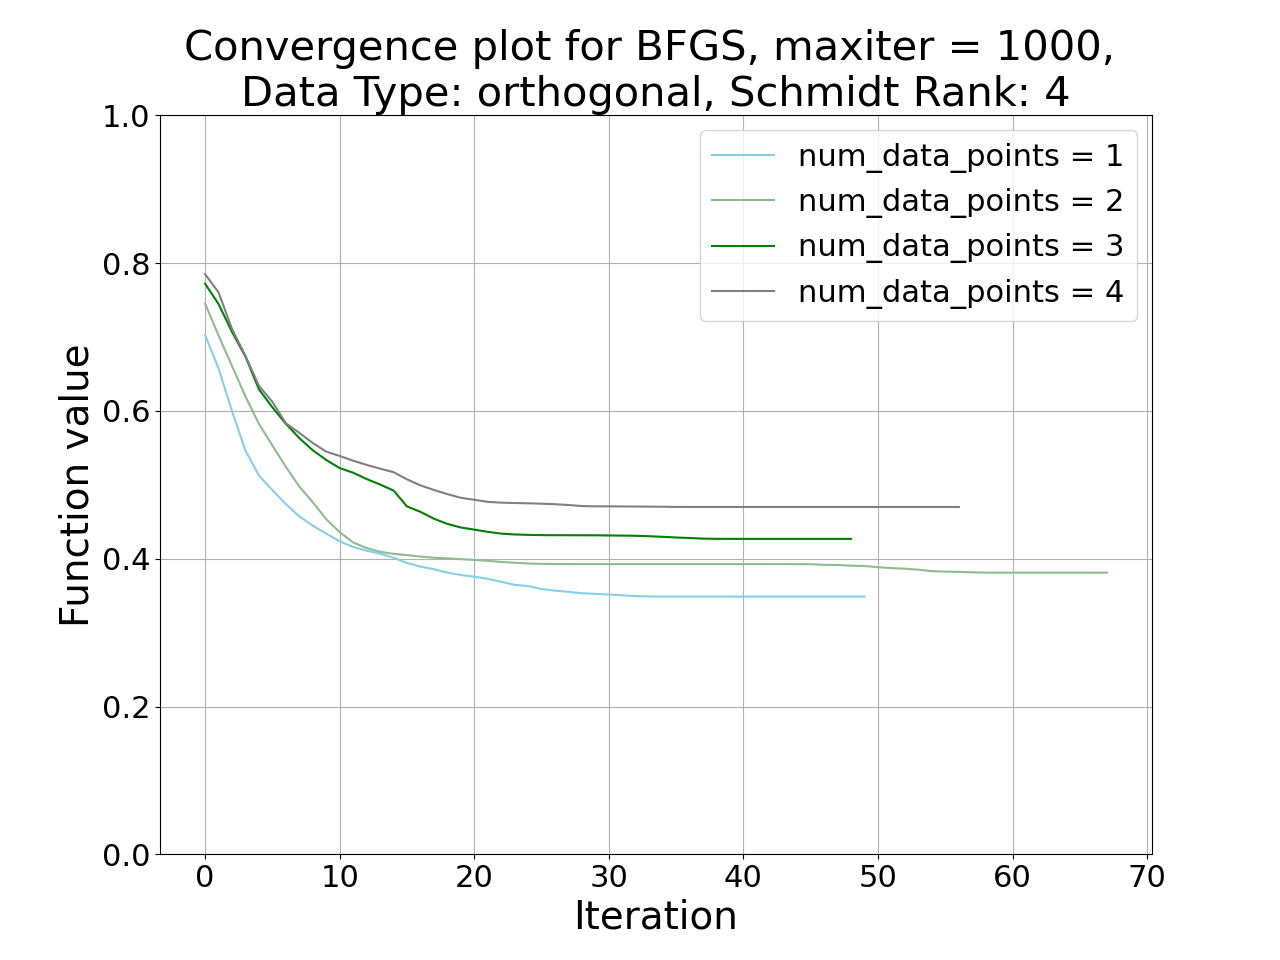 Convergence plot for BFGS, maxiter = 1000,
Data Type: orthogonal, Schmidt Rank: 4
num_data_points = 1
num_data_points = 2
num_data_points = 3
num_data_points = 4
Function value
1.0
0.8
0.6
0.4
0.2
0.0
0 10 20 30 40 50 60 70
Iteration